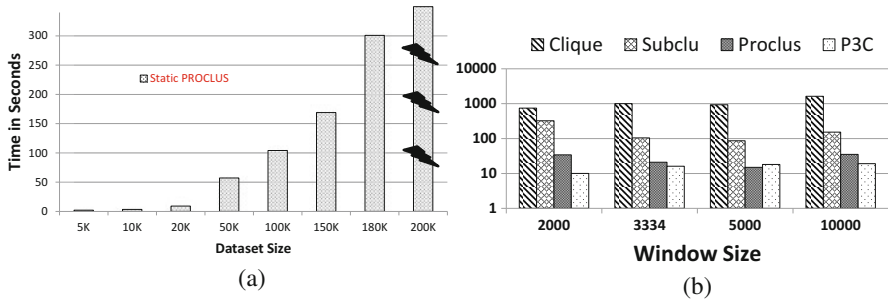 300
250
200
150
100
50
0
Time in Seconds
Static PROCLUS
5K 10K 20K 50K 100K 150K 180K 200K
Dataset Size
(a)
Clique Subclu Proclus P3C
10000
1000
100
10
1
2000 3334 5000 10000
Window Size
(b)